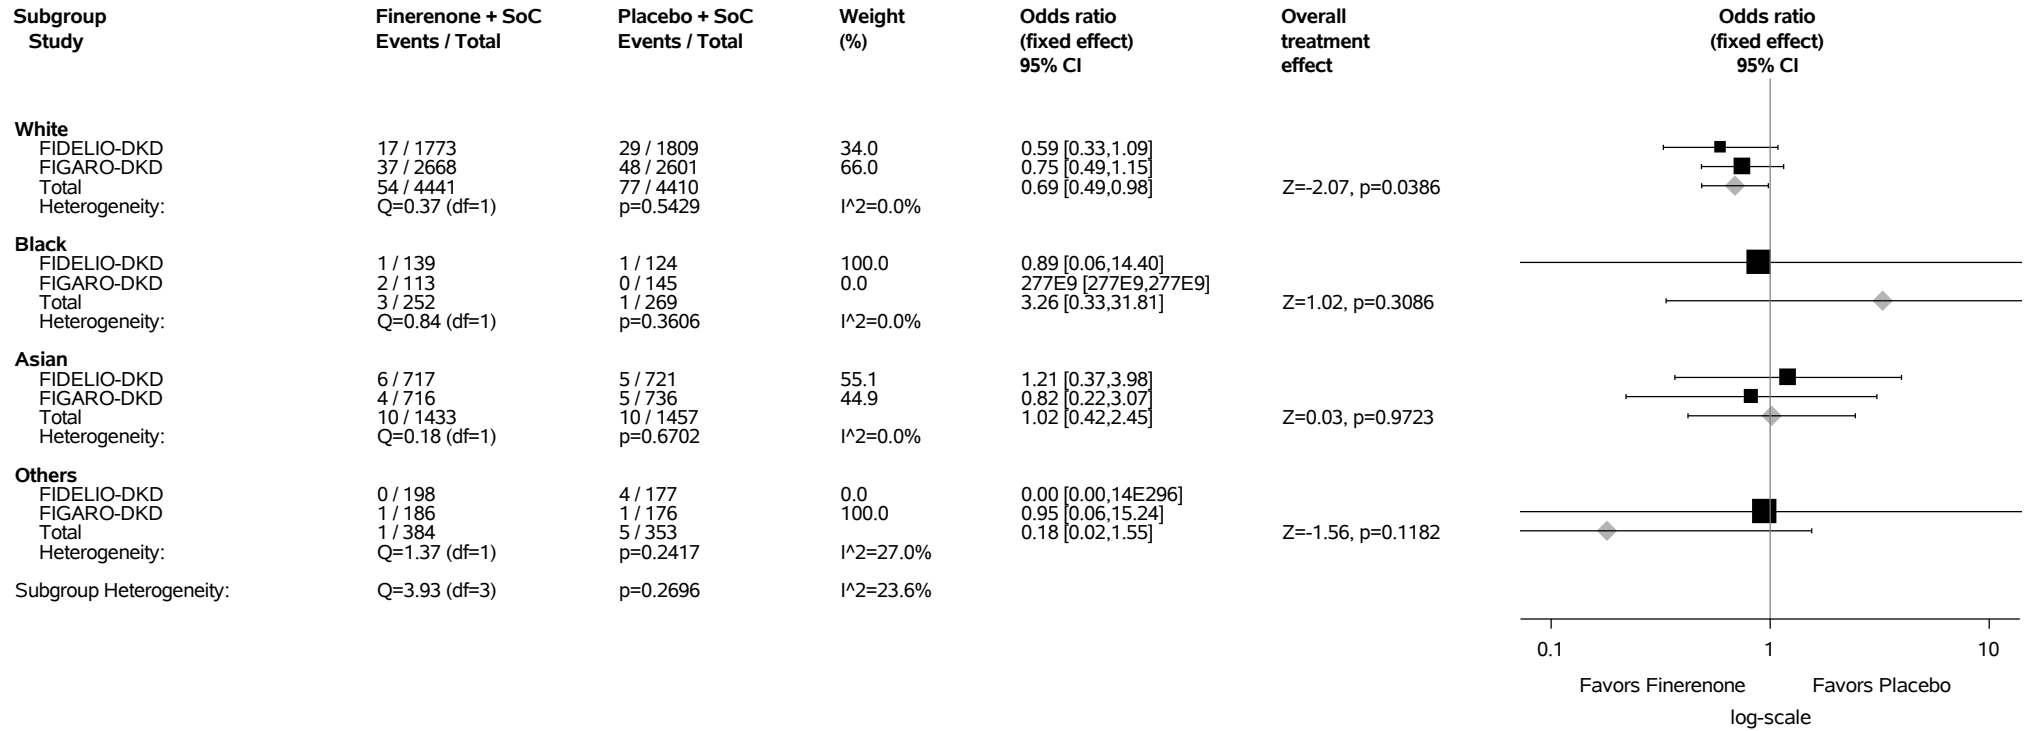 Subgroup Finerenone + SoC Placebo + SoC Weight Odds ratio Overall Odds ratio
Study Events / Total Events / Total (%) (fixed effect) treatment (fixed effect)
95% CI effect 95% CI
White
FIDELIO-DKD 17 / 1773 29 / 1809 34.0 0.59 [0.33,1.09]
FIGARO-DKD 37 / 2668 48 / 2601 66.0 0.75 [0.49,1.15]
Total 54 / 4441 77 / 4410 0.69 [0.49,0.98] Z=-2.07, p=0.0386
Heterogeneity: Q=0.37 (df=1) p=0.5429 I^2=0.0%
Black
FIDELIO-DKD 1 / 139 1 / 124 100.0 0.89 [0.06,14.40]
FIGARO-DKD 2 / 113 0 / 145 0.0 277E9 [277E9,277E9]
Total 3 / 252 1 / 269 3.26 [0.33,31.81] Z=1.02, p=0.3086
Heterogeneity: Q=0.84 (df=1) p=0.3606 I^2=0.0%
Asian
FIDELIO-DKD 6 / 717 5 / 721 55.1 1.21 [0.37,3.98]
FIGARO-DKD 4 / 716 5 / 736 44.9 0.82 [0.22,3.07]
Total 10 / 1433 10 / 1457 1.02 [0.42,2.45] Z=0.03, p=0.9723
Heterogeneity: Q=0.18 (df=1) p=0.6702 I^2=0.0%
Others
FIDELIO-DKD 0 / 198 4 / 177 0.0 0.00 [0.00,14E296]
FIGARO-DKD 1 / 186 1 / 176 100.0 0.95 [0.06,15.24]
Total 1 / 384 5 / 353 0.18 [0.02,1.55] Z=-1.56, p=0.1182
Heterogeneity: Q=1.37 (df=1) p=0.2417 I^2=27.0%
Subgroup Heterogeneity: Q=3.93 (df=3) p=0.2696 I^2=23.6%
0.1 1 10
Favors Finerenone Favors Placebo
log-scale